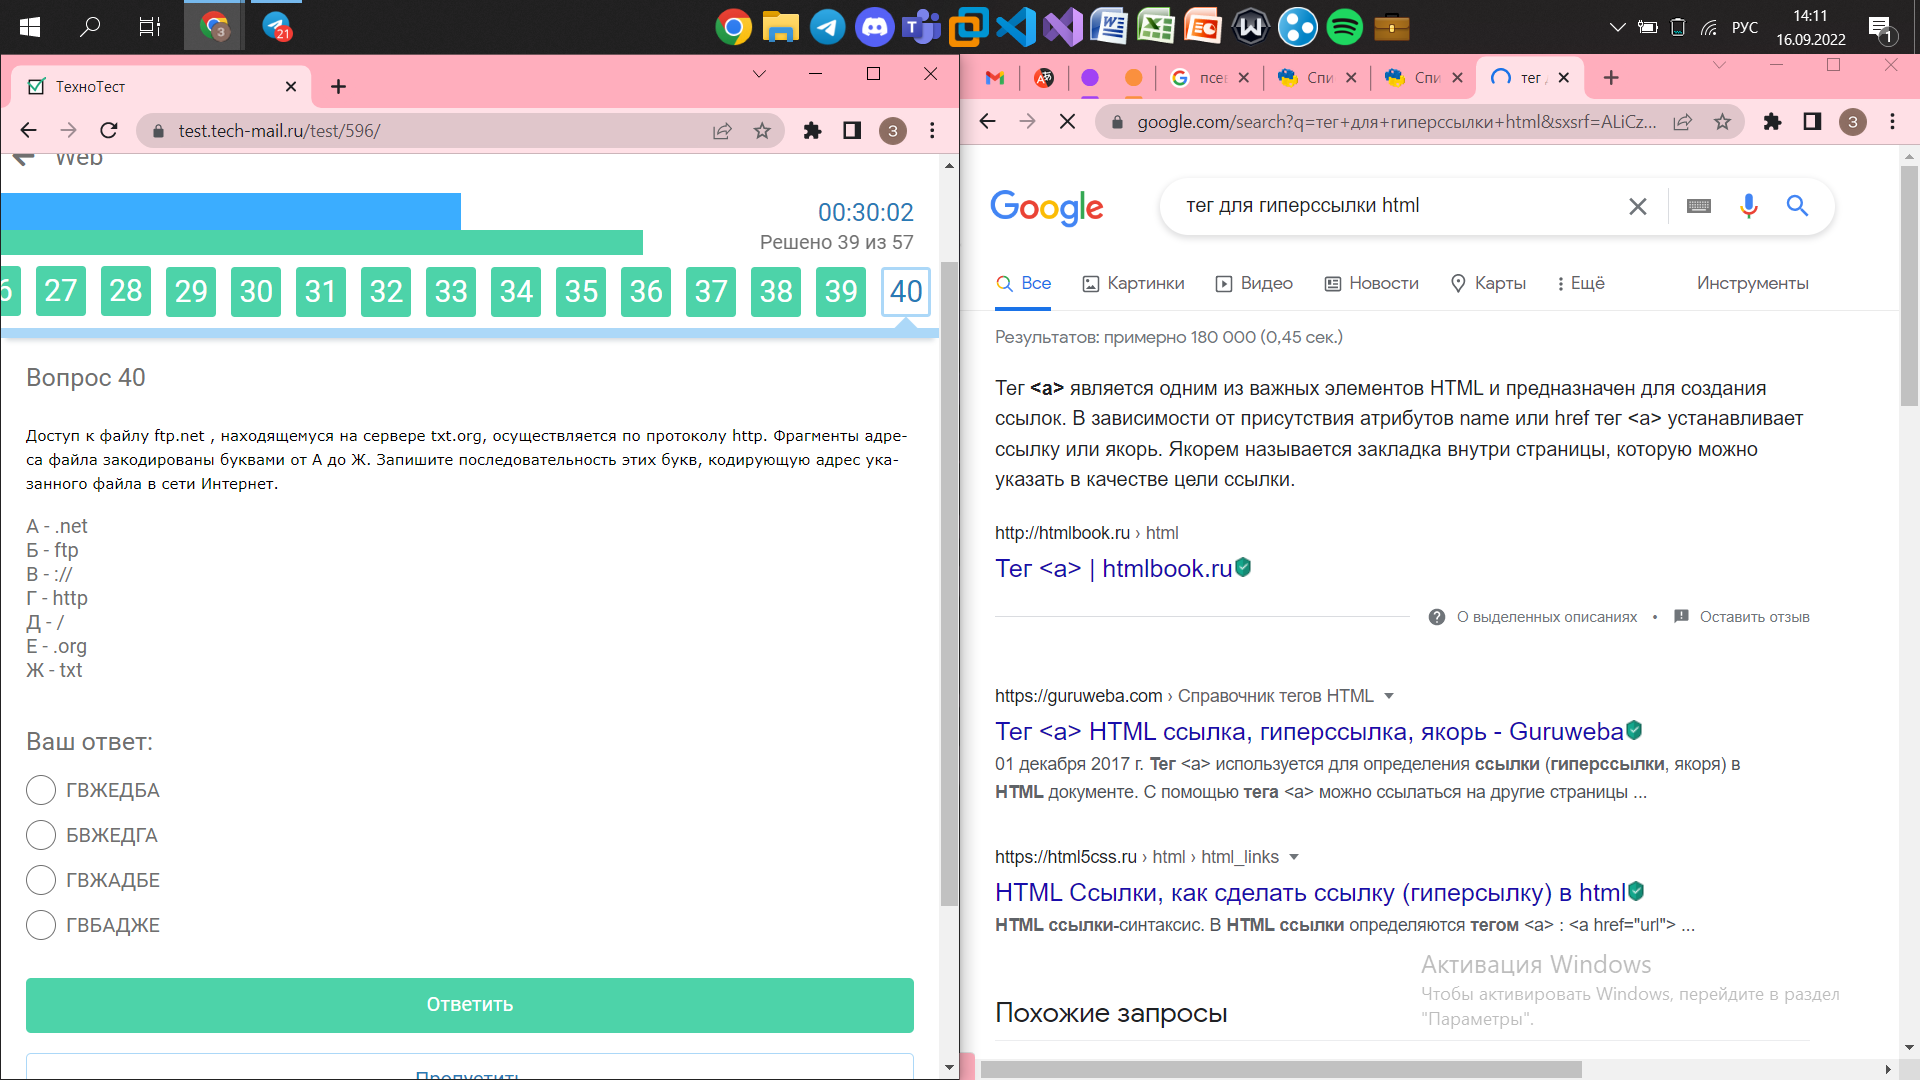 РУС
14:11
16.09.2022
1
3
21
ТехноТест
test.tech-mail.ru/test/596/
3
Web
00:30:02
Решено 39 из 57
6 27 28 29 30 31 32 33 34 35 36 37 38 39 40
Вопрос 40
Доступ к файлу ftp.net , находящемуся на сервере txt.org, осуществляется по протоколу http. Фрагменты адре-
са файла закодированы буквами от А до Ж. Запишите последовательность этих букв, кодирующую адрес ука-
занного файла в сети Интернет.
А - .net
Б - ftp
В - ://
Г - http
Д - /
Е - .org
Ж - txt
Ваш ответ:
ГВЖЕДБА
БВЖЕДГА
ГВЖАДБЕ
ГВБАДЖЕ
Ответить
Пропустить
псе
Спи
Спи
тег
google.com/search?q=тег+для+гиперссылки+html&sxsrf=ALiCz...
3
Google
тег для гиперссылки html
Все Картинки Видео Новости Карты Ещё Инструменты
Результатов: примерно 180 000 (0,45 сек.)
Тег <a> является одним из важных элементов HTML и предназначен для создания
ссылок. В зависимости от присутствия атрибутов name или href тег <a> устанавливает
ссылку или якорь. Якорем называется закладка внутри страницы, которую можно
указать в качестве цели ссылки.
http://htmlbook.ru › html
Тег <a> | htmlbook.ru
О выделенных описаниях • Оставить отзыв
https://guruweba.com › Справочник тегов HTML
Тег <a> HTML ссылка, гиперссылка, якорь - Guruweba
01 декабря 2017 г. Тег <a> используется для определения ссылки (гиперссылки, якоря) в
HTML документе. С помощью тега <a> можно ссылаться на другие страницы ...
https://html5css.ru › html › html_links
HTML Ссылки, как сделать ссылку (гиперсылку) в html
HTML ссылки-синтаксис. В HTML ссылки определяются тегом <a> : <a href="url"> ...
Похожие запросы
Активация Windows
Чтобы активировать Windows, перейдите в раздел
"Параметры".